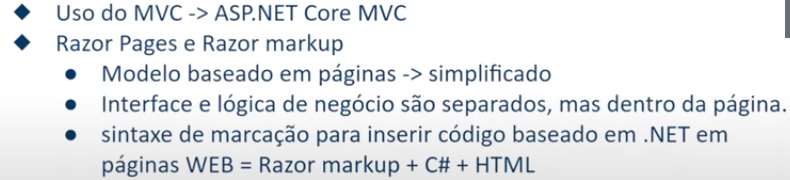 ◆ Uso do MVC -> ASP.NET Core MVC
◆ Razor Pages e Razor markup
● Modelo baseado em páginas -> simplificado
● Interface e lógica de negócio são separados, mas dentro da página.
● sintaxe de marcação para inserir código baseado em .NET em
páginas WEB = Razor markup + C# + HTML